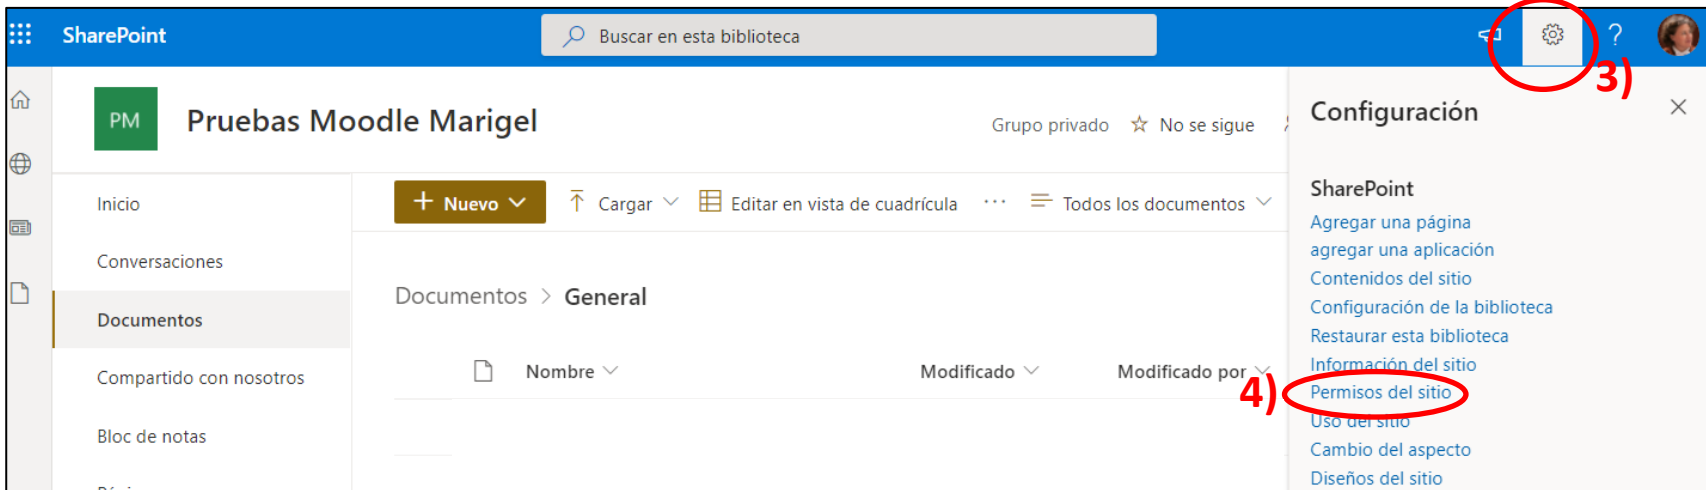 SharePoint
Buscar en esta biblioteca
?
3)
PM
Pruebas Moodle Marigel
Grupo privado
No se sigue
Inicio
Conversaciones
Documentos
Compartido con nosotros
Bloc de notas
+ Nuevo
Cargar
Editar en vista de cuadrícula
...
Todos los documentos
Documentos > General
Nombre
Modificado
Modificado por
Configuración
SharePoint
Agregar una página
agregar una aplicación
Contenidos del sitio
Configuración de la biblioteca
Restaurar esta biblioteca
Información del sitio
4)
Permisos del sitio
Uso del sitio
Cambio del aspecto
Diseños del sitio